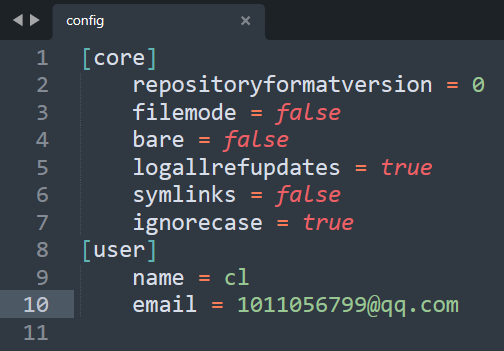 config
1 [core]
2 repositoryformatversion = 0
3 filemode = false
4 bare = false
5 logallrefupdates = true
6 symlinks = false
7 ignorecase = true
8 [user]
9 name = cl
10 email = 1011056799@qq.com
11